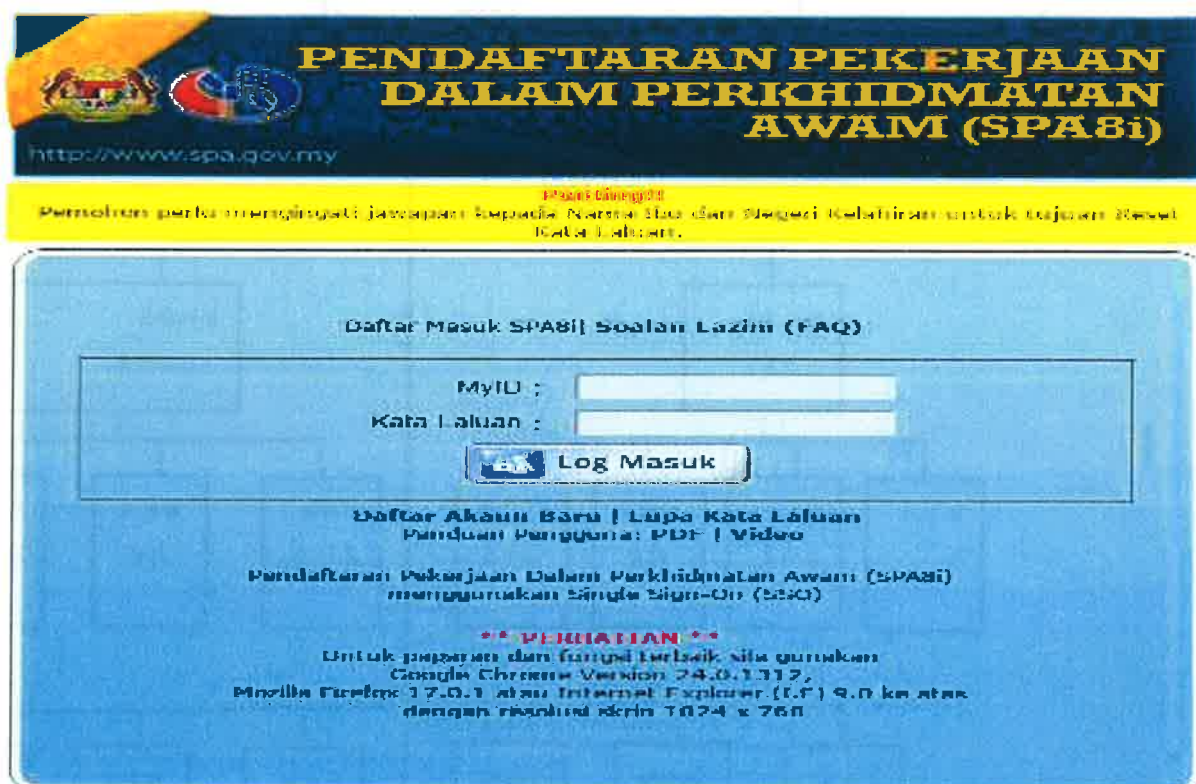 PENDAFTARAN PEKERJAAN
DALAM PERKHIDMATAN
AWAM (SPA8i)
http://www.spa.gov.my
Penting!!!
Pemohon perlu mengingati jawapan kepada Nama Ibu dan Negeri Kelahiran untuk tujuan Reset
Kata Laluan.
Daftar Masuk SPA8i| Soalan Lazim (FAQ)
MyID :
Kata Laluan :
Log Masuk
Daftar Akaun Baru | Lupa Kata Laluan
Panduan Pengguna: PDF | Video
Pendaftaran Pekerjaan Dalam Perkhidmatan Awam (SPA8i)
menggunakan Single Sign-On (SSO)
*** PERHATIAN ***
Untuk paparan dan fungsi terbaik sila gunakan
Google Chrome Version 24.0.1312,
Mozilla Firefox 17.0.1 atau Internet Explorer (I.E) 9.0 ke atas
dengan resolusi skrin 1024 x 768